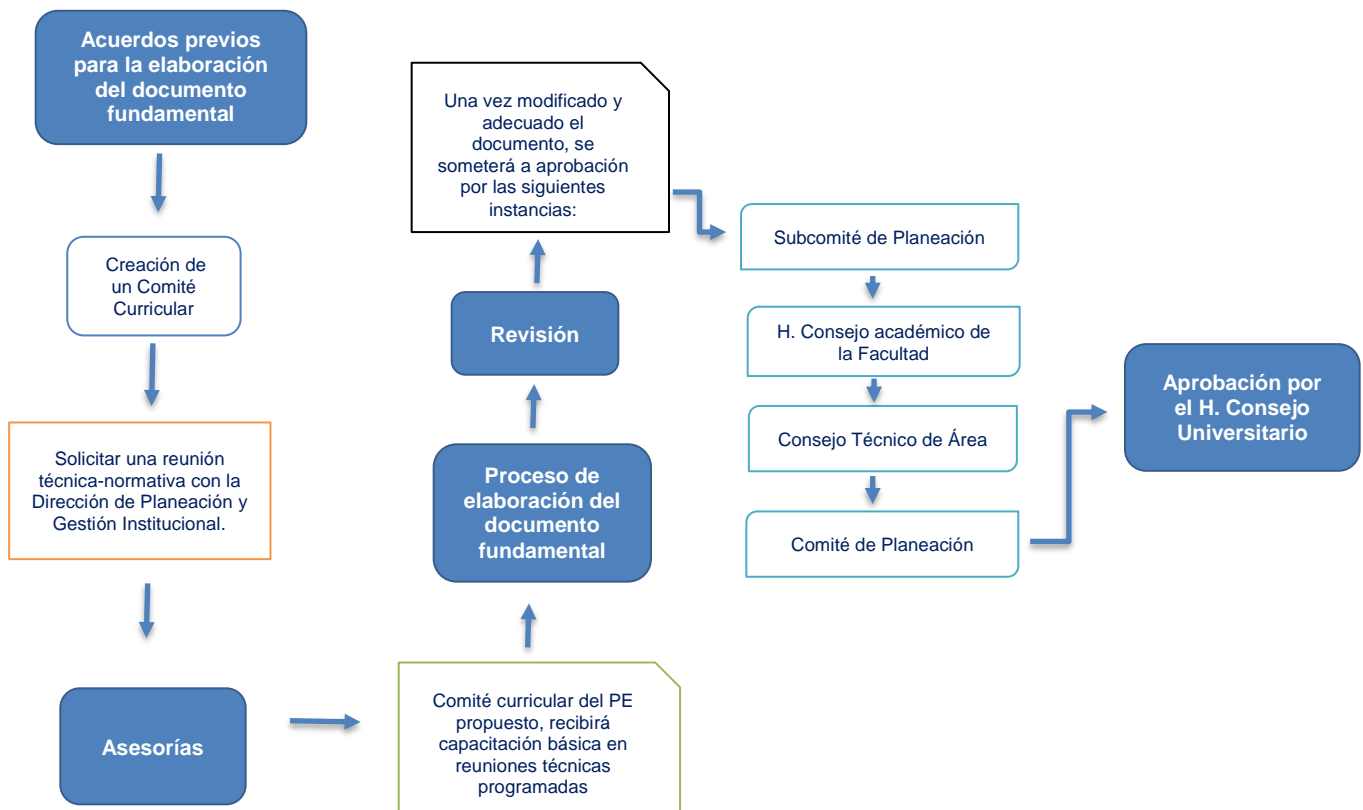 Acuerdos previos
para la elaboración
del documento
fundamental
Creación de
un Comité
Curricular
Solicitar una reunión
técnica-normativa con la
Dirección de Planeación y
Gestión Institucional.
Asesorías
Comité curricular del PE
propuesto, recibirá
capacitación básica en
reuniones técnicas
programadas
Proceso de
elaboración del
documento
fundamental
Revisión
Una vez modificado y
adecuado el
documento, se
someterá a aprobación
por las siguientes
instancias:
Subcomité de Planeación
H. Consejo académico de
la Facultad
Consejo Técnico de Área
Comité de Planeación
Aprobación por
el H. Consejo
Universitario